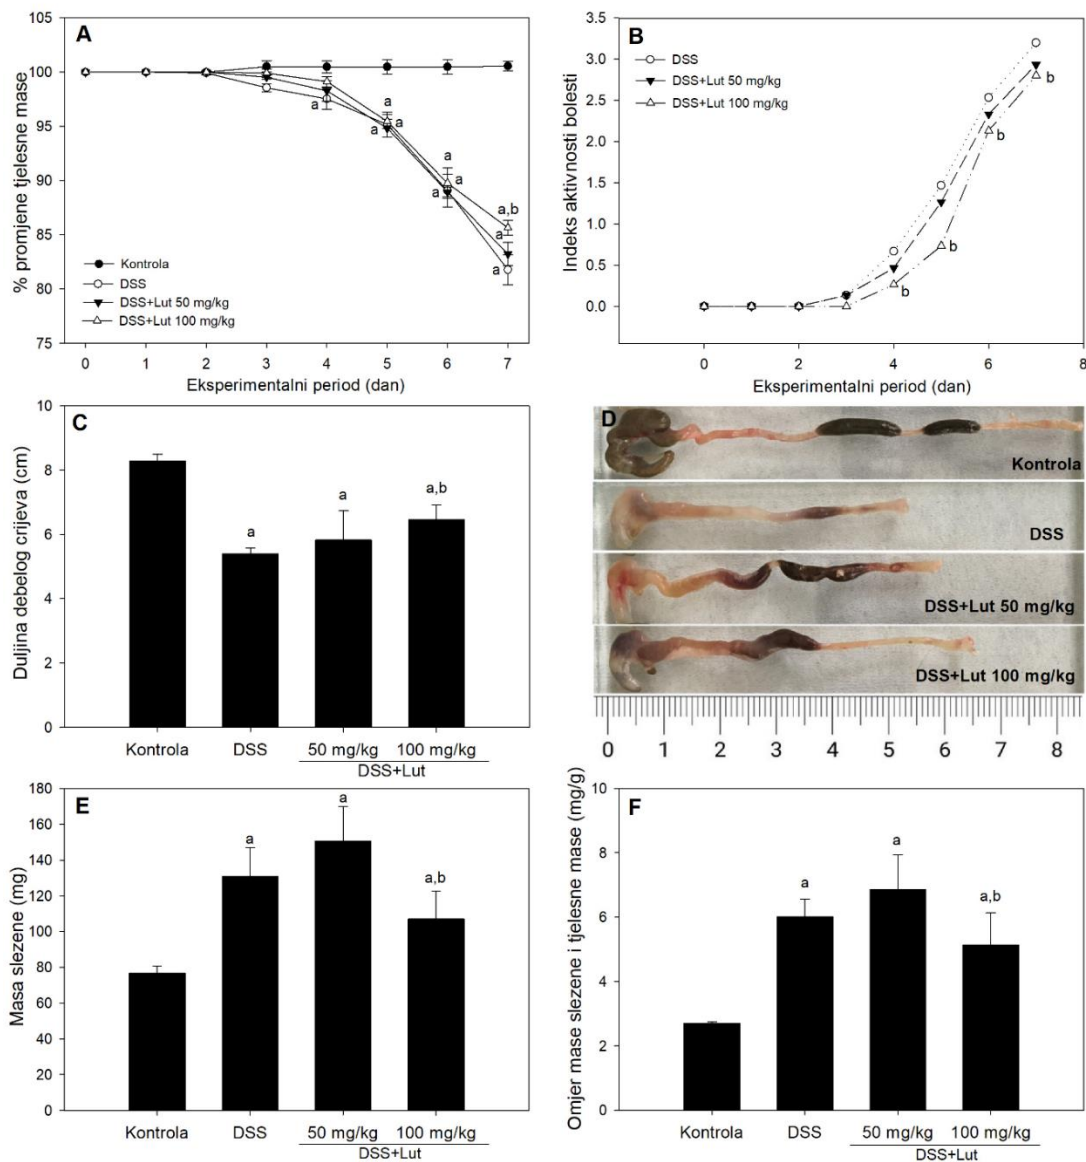 A
% promjene tjelesne mase
105
100
95
90
85
80
75
a
a
a
a
a
a
a
a,b
a
a
Kontrola
DSS
DSS+Lut 50 mg/kg
DSS+Lut 100 mg/kg
0 1 2 3 4 5 6 7
Eksperimentalni period (dan)
B
Indeks aktivnosti bolesti
3.5
3.0
2.5
2.0
1.5
0.5
0.0
DSS
DSS+Lut 50 mg/kg
DSS+Lut 100 mg/kg
b
b
b
b
0 2 4 6 8
Eksperimentalni period (dan)
C
Duljina debelog crijeva (cm)
10
8
6
4
2
0
a
a
a,b
Kontrola DSS 50 mg/kg 100 mg/kg
DSS+Lut
D
Kontrola
DSS
DSS+Lut 50 mg/kg
DSS+Lut 100 mg/kg
0 1 2 3 4 5 6 7 8
E
Masa slezene (mg)
180
160
140
120
100
80
60
40
20
0
a
a
a,b
Kontrola DSS 50 mg/kg 100 mg/kg
DSS+Lut
F
Omjer mase slezene i tjelesne mase (mg/g)
10
8
6
4
2
0
a
a
a,b
Kontrola DSS 50 mg/kg 100 mg/kg
DSS+Lut